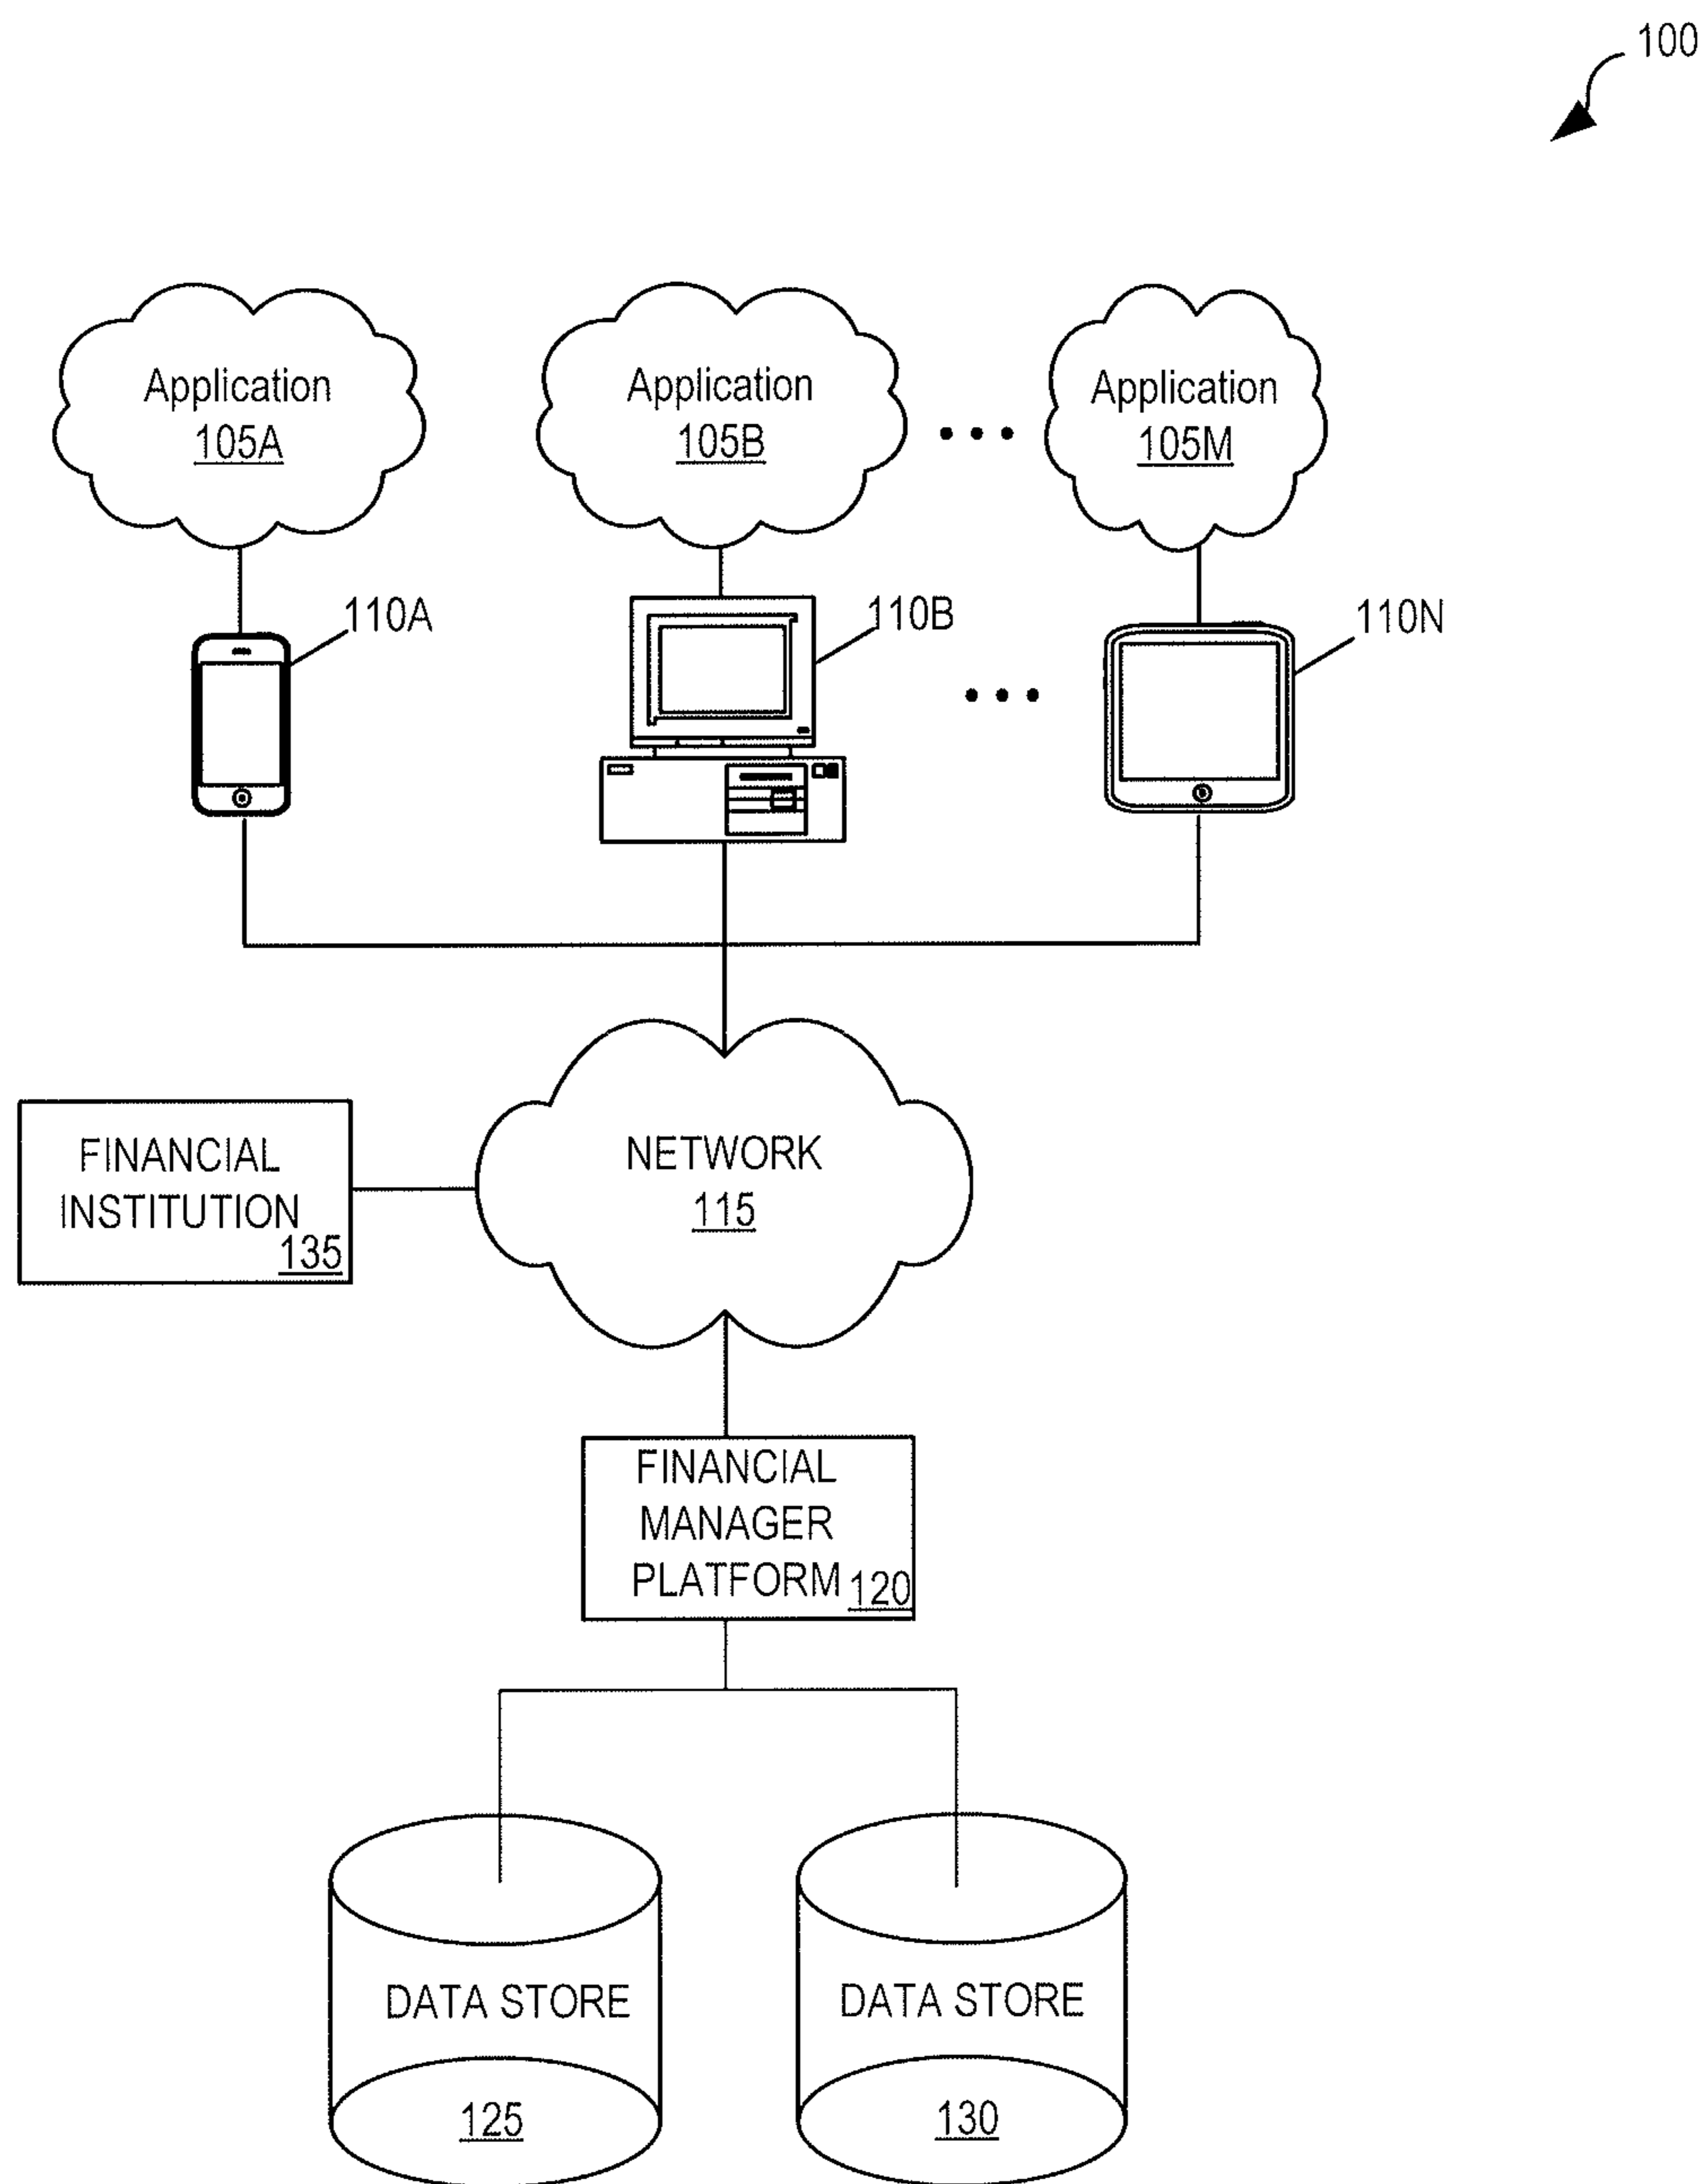 100
Application
105A
Application
105B
Application
105M
110A
110B
110N
FINANCIAL
INSTITUTION
135
NETWORK
115
FINANCIAL
MANAGER
PLATFORM 120
DATA STORE
125
DATA STORE
130